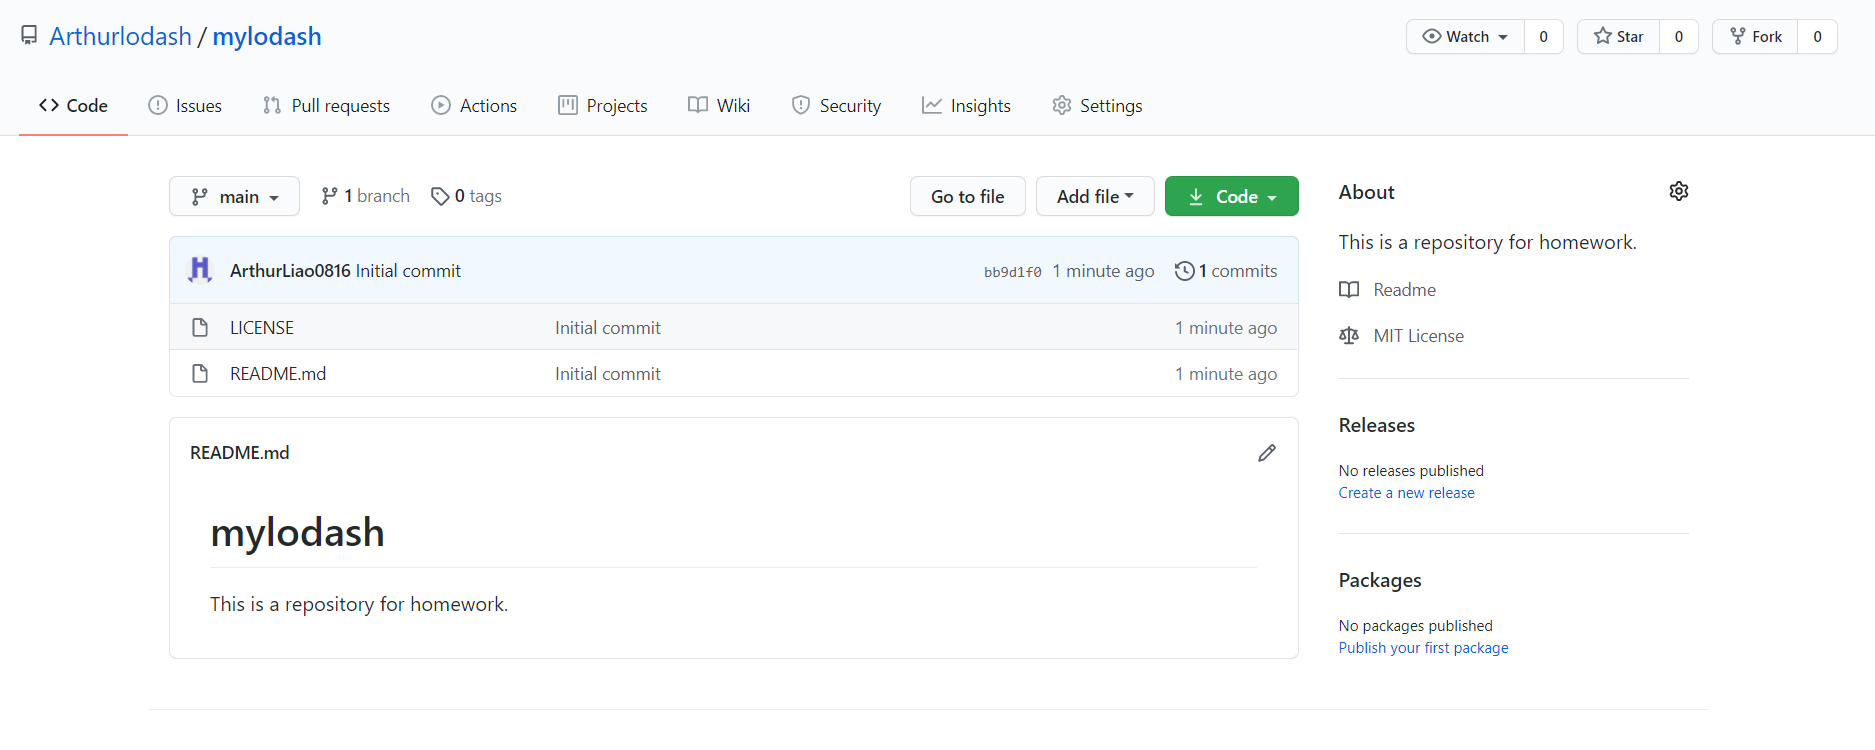 Arthurlodash / mylodash
Watch 0 Star 0 Fork 0
Code Issues Pull requests Actions Projects Wiki Security Insights Settings
main 1 branch 0 tags Go to file Add file Code
ArthurLiao0816 Initial commit bb9d1f0 1 minute ago 1 commits
LICENSE Initial commit 1 minute ago
README.md Initial commit 1 minute ago
README.md
mylodash
This is a repository for homework.
About
This is a repository for homework.
Readme
MIT License
Releases
No releases published
Create a new release
Packages
No packages published
Publish your first package